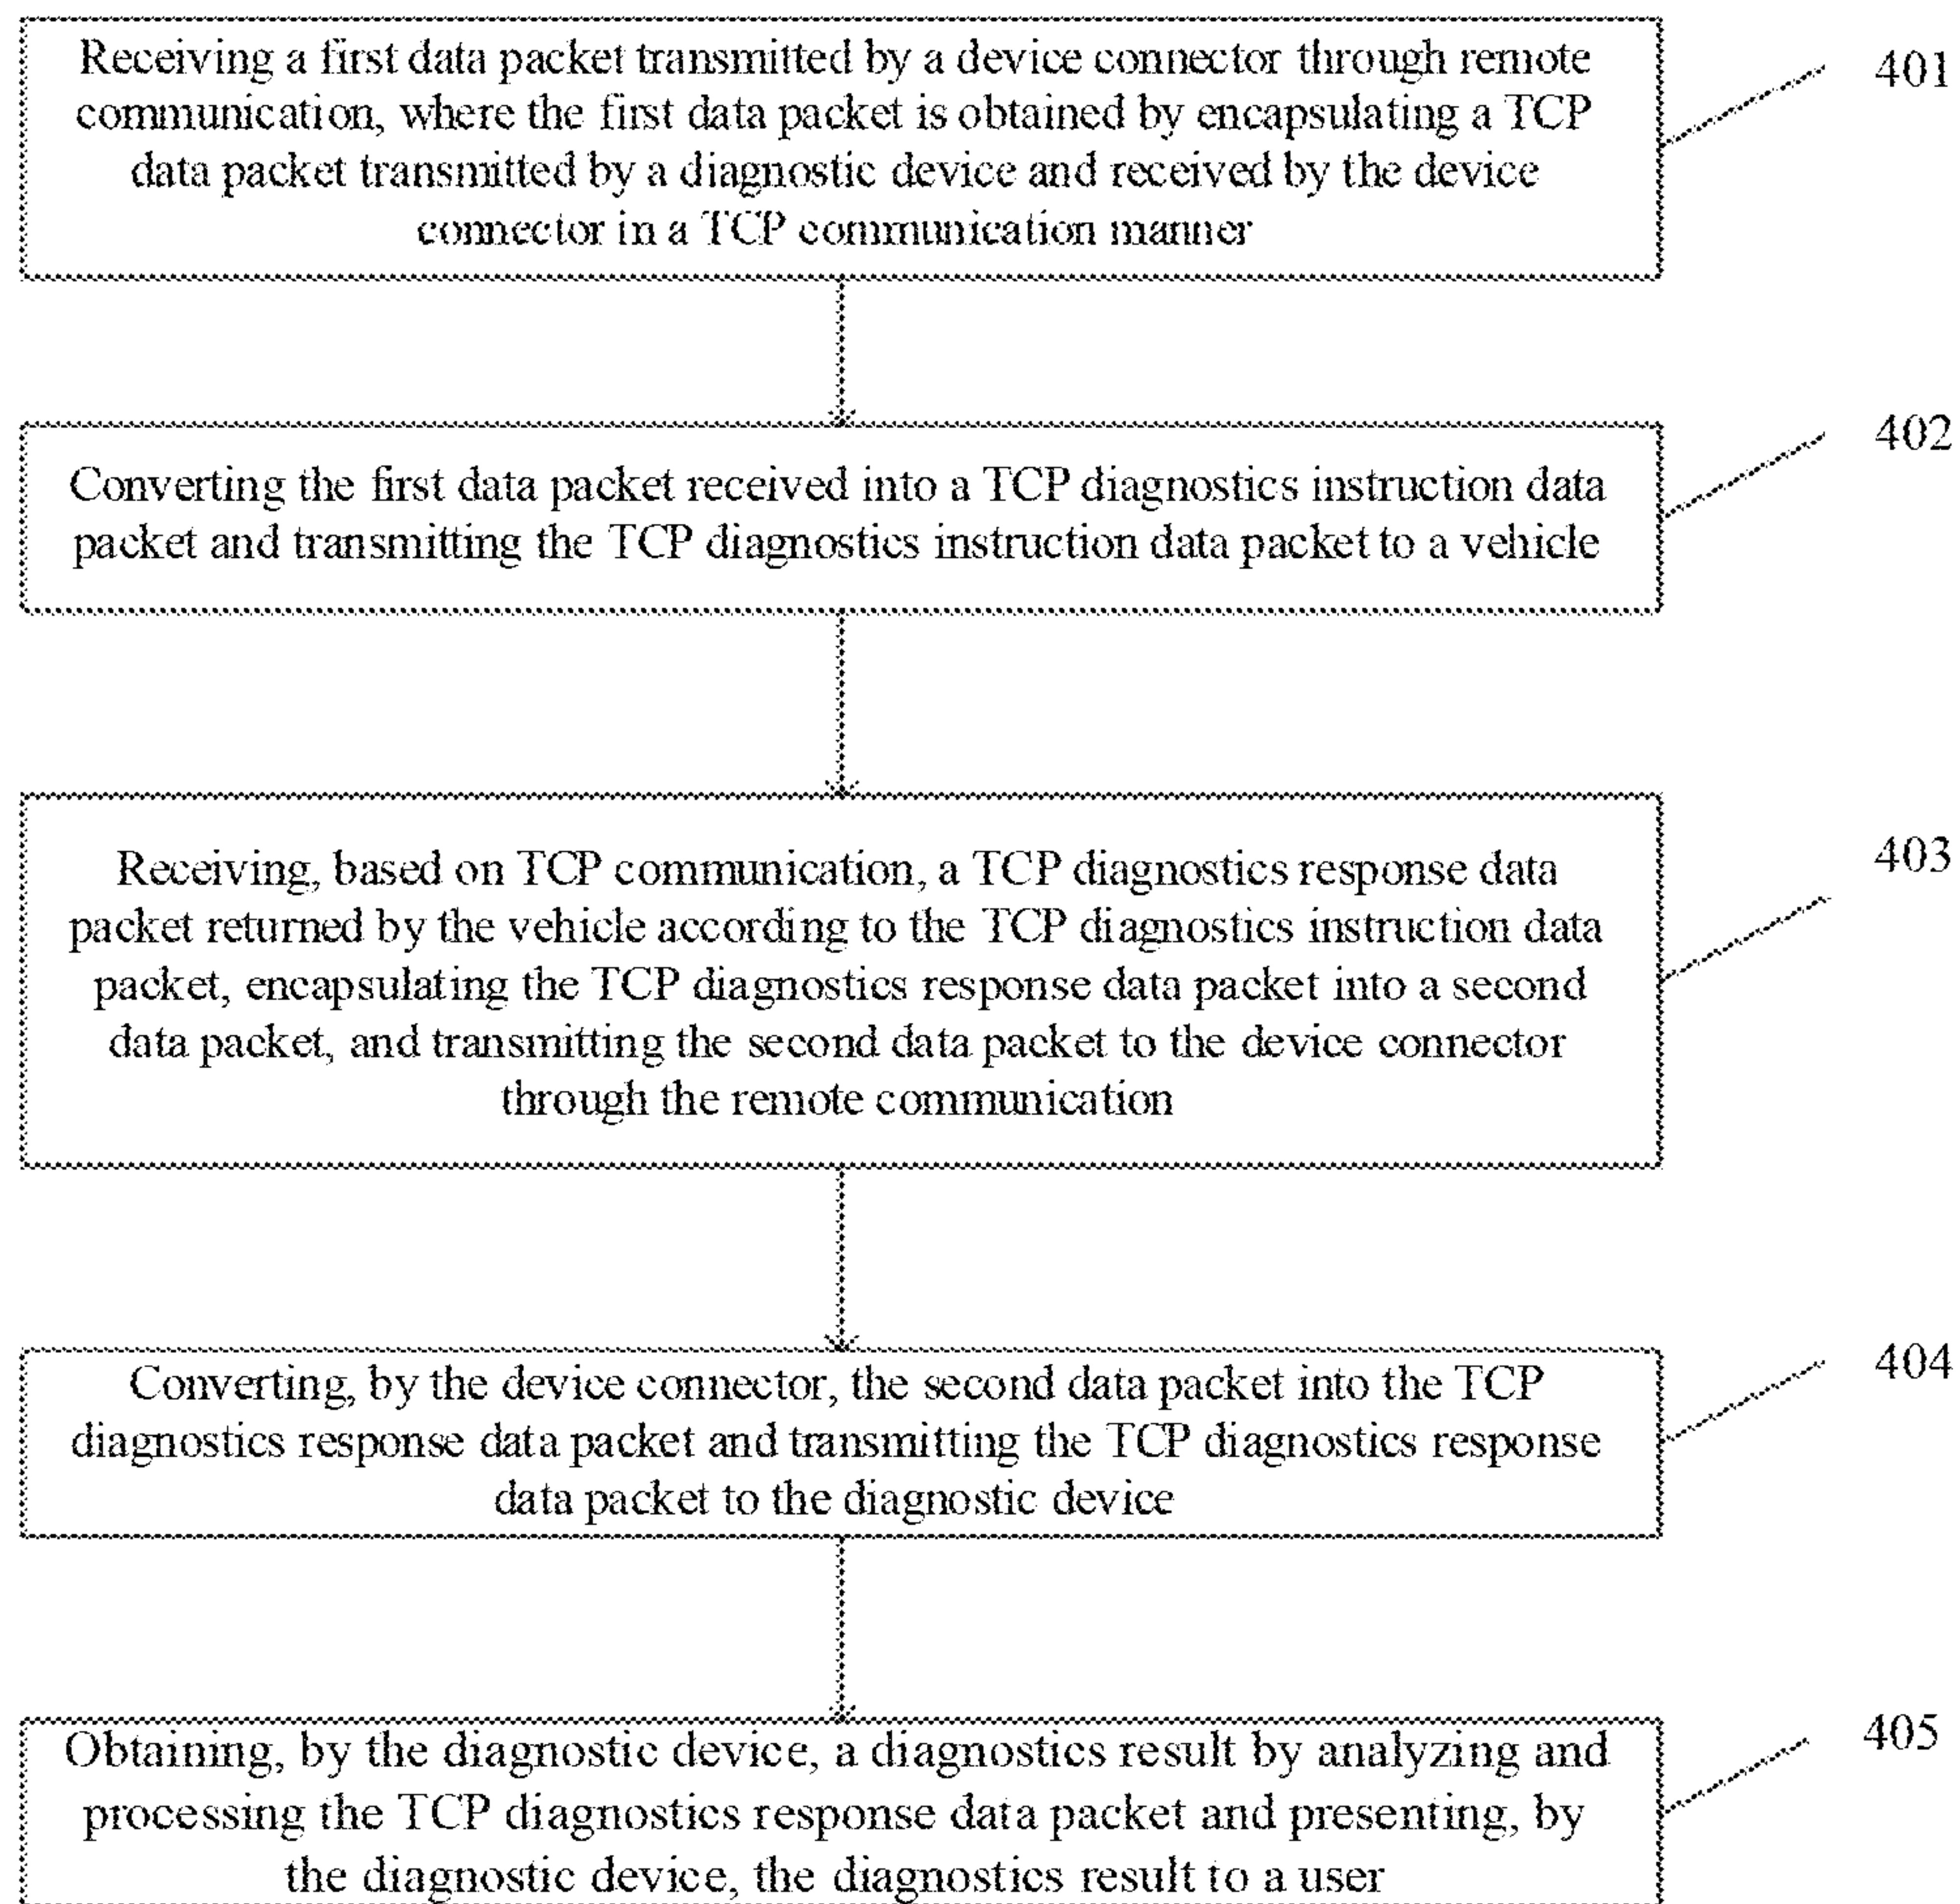 Receiving a first data packet transmitted by a device connector through remote
communication, where the first data packet is obtained by encapsulating a TCP
data packet transmitted by a diagnostic device and received by the device
connector in a TCP communication manner
401
Converting the first data packet received into a TCP diagnostics instruction data
packet and transmitting the TCP diagnostics instruction data packet to a vehicle
402
Receiving, based on TCP communication, a TCP diagnostics response data
packet returned by the vehicle according to the TCP diagnostics instruction data
packet, encapsulating the TCP diagnostics response data packet into a second
data packet, and transmitting the second data packet to the device connector
through the remote communication
403
Converting, by the device connector, the second data packet into the TCP
diagnostics response data packet and transmitting the TCP diagnostics response
data packet to the diagnostic device
404
Obtaining, by the diagnostic device, a diagnostics result by analyzing and
processing the TCP diagnostics response data packet and presenting, by
the diagnostic device, the diagnostics result to a user
405